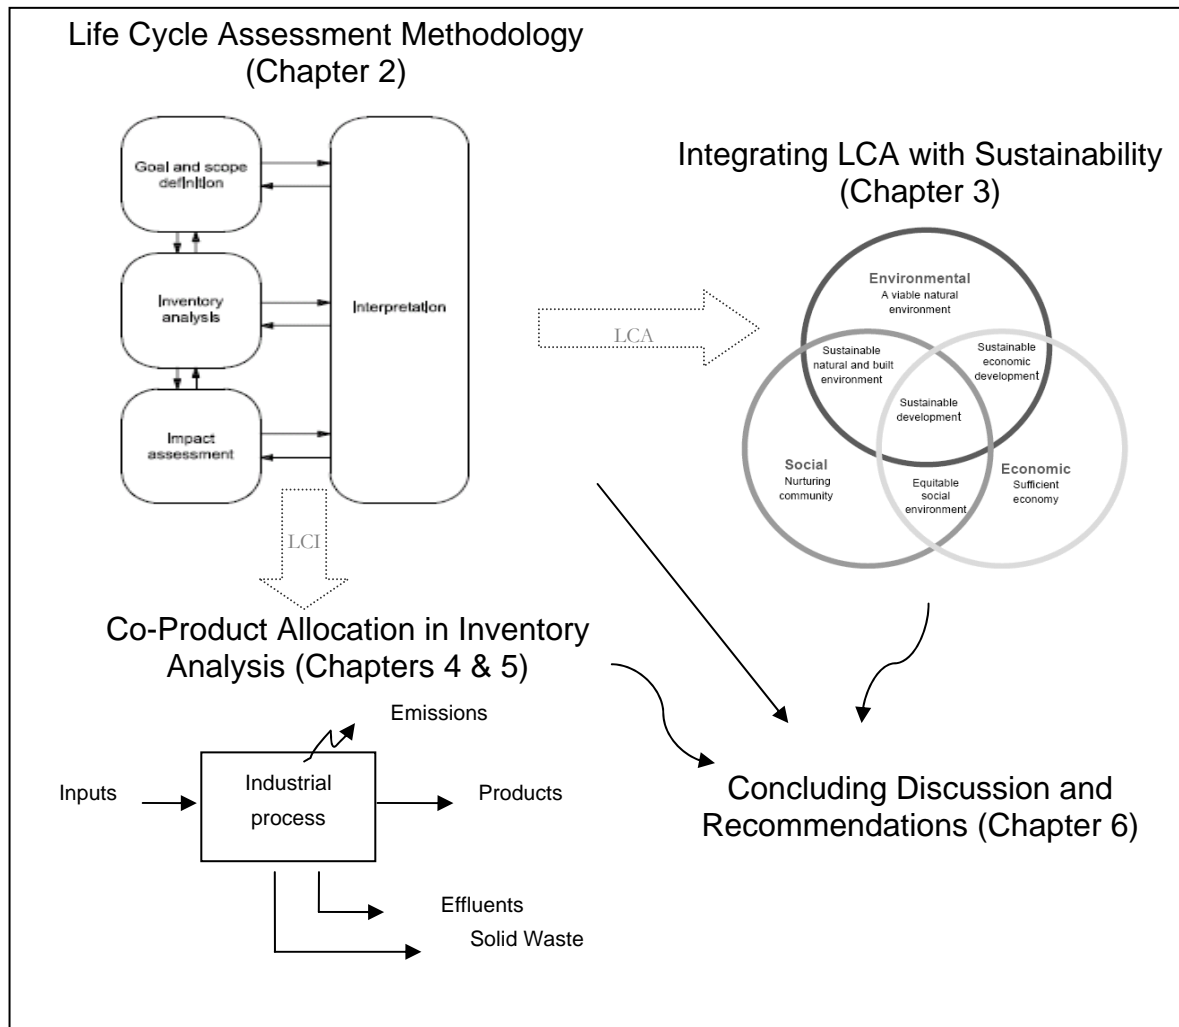 Life Cycle Assessment Methodology
(Chapter 2)
Goal and scope
definition
Inventory
analysis
Impact
assessment
Interpretation
LCA
LCI
Integrating LCA with Sustainability
(Chapter 3)
Environmental
A viable natural
environment
Sustainable
natural and built
environment
Sustainable
economic
development
Sustainable
development
Social
Nurturing
community
Equitable
social
environment
Economic
Sufficient
economy
Co-Product Allocation in Inventory
Analysis (Chapters 4 & 5)
Emissions
Inputs
Industrial
process
Products
Effluents
Solid Waste
Concluding Discussion and
Recommendations (Chapter 6)